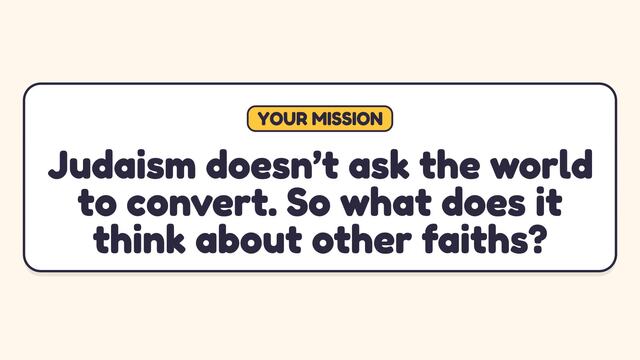 YOUR MISSION
Judaism doesn’t ask the world
to convert. So what does it
think about other faiths?